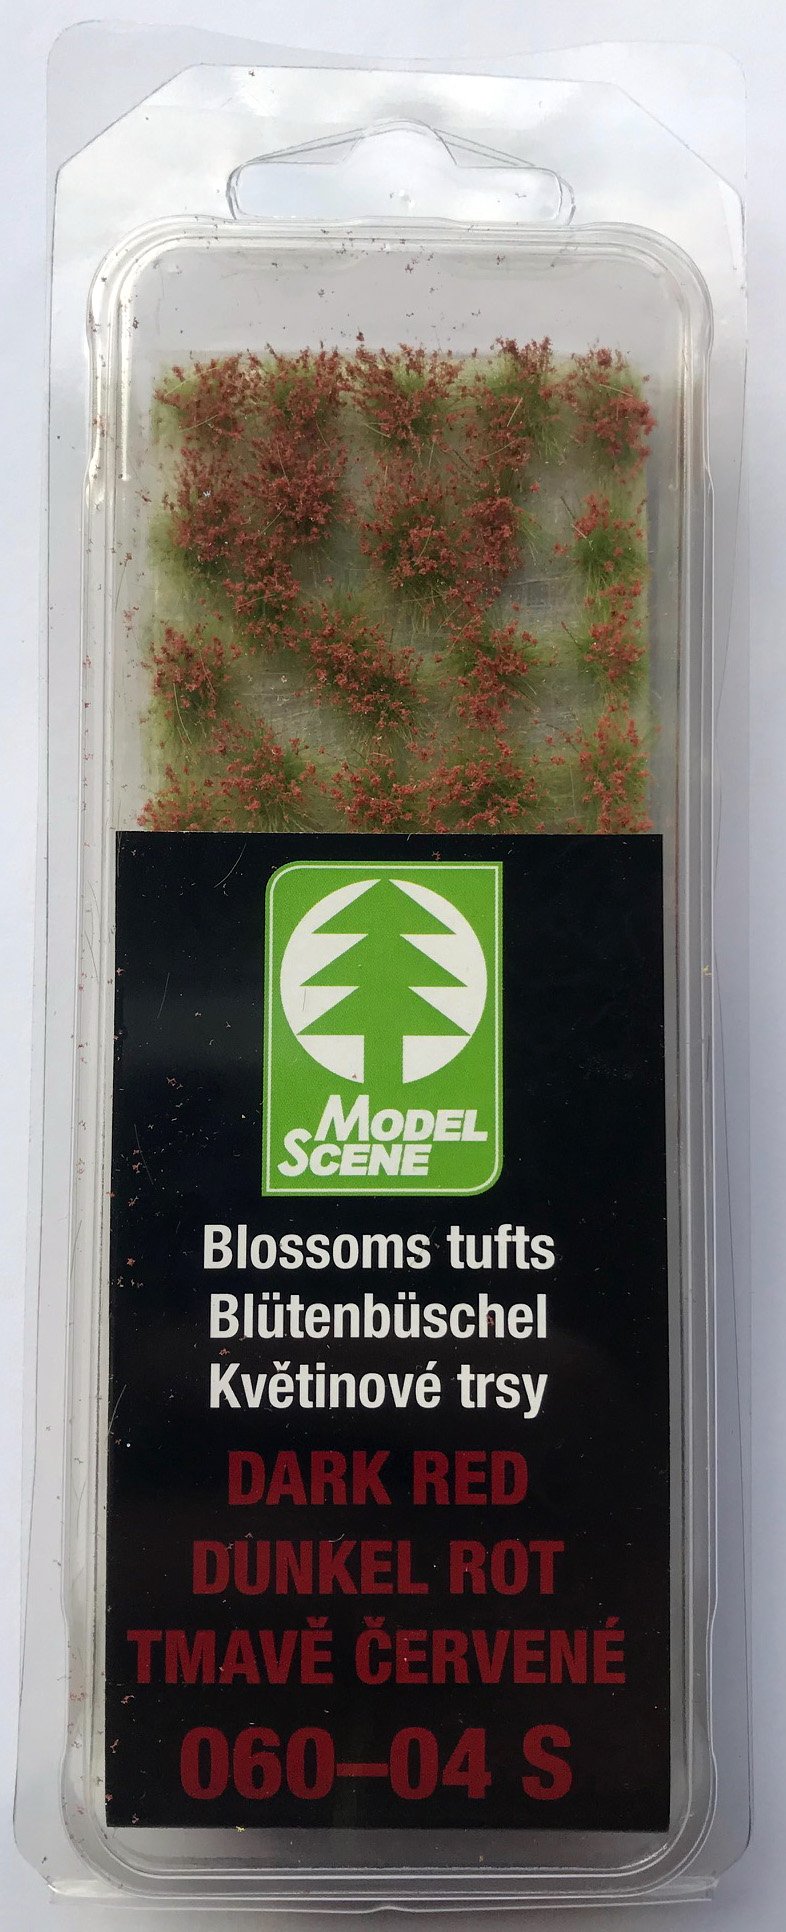 MODEL
SCENE
Blossoms tufts
Blütenbüschel
Květinové trsy
DARK RED
DUNKEL ROT
TMAVĚ ČERVENÉ
060–04 S